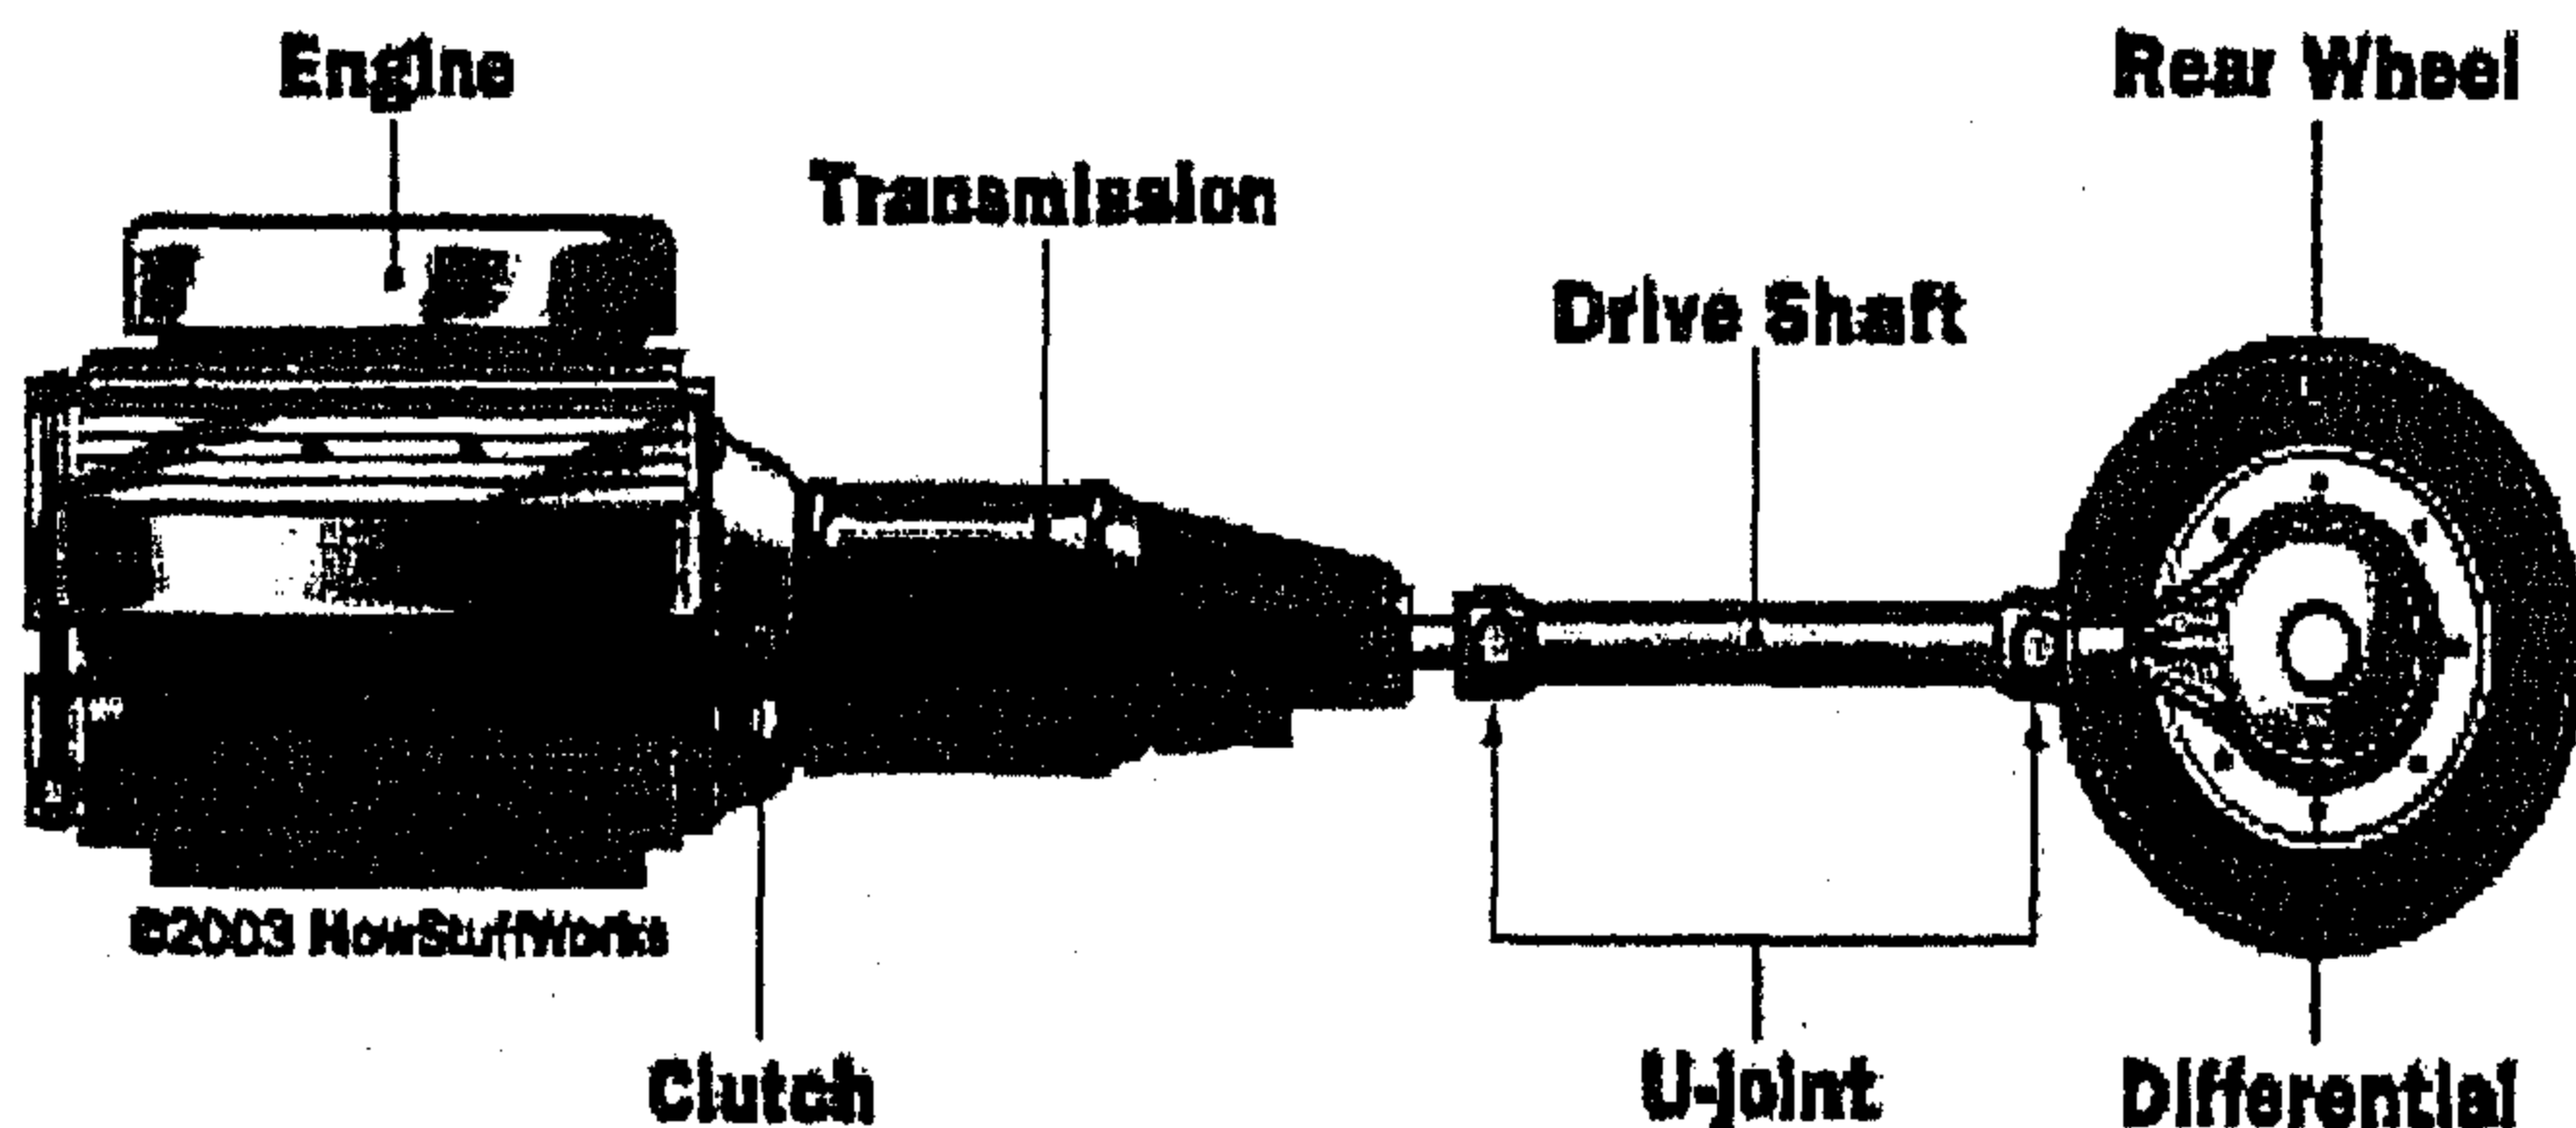 Engine
Rear Wheel
Transmission
Drive Shaft
©2003 HowStuffWorks
Clutch
U-joint
Differential